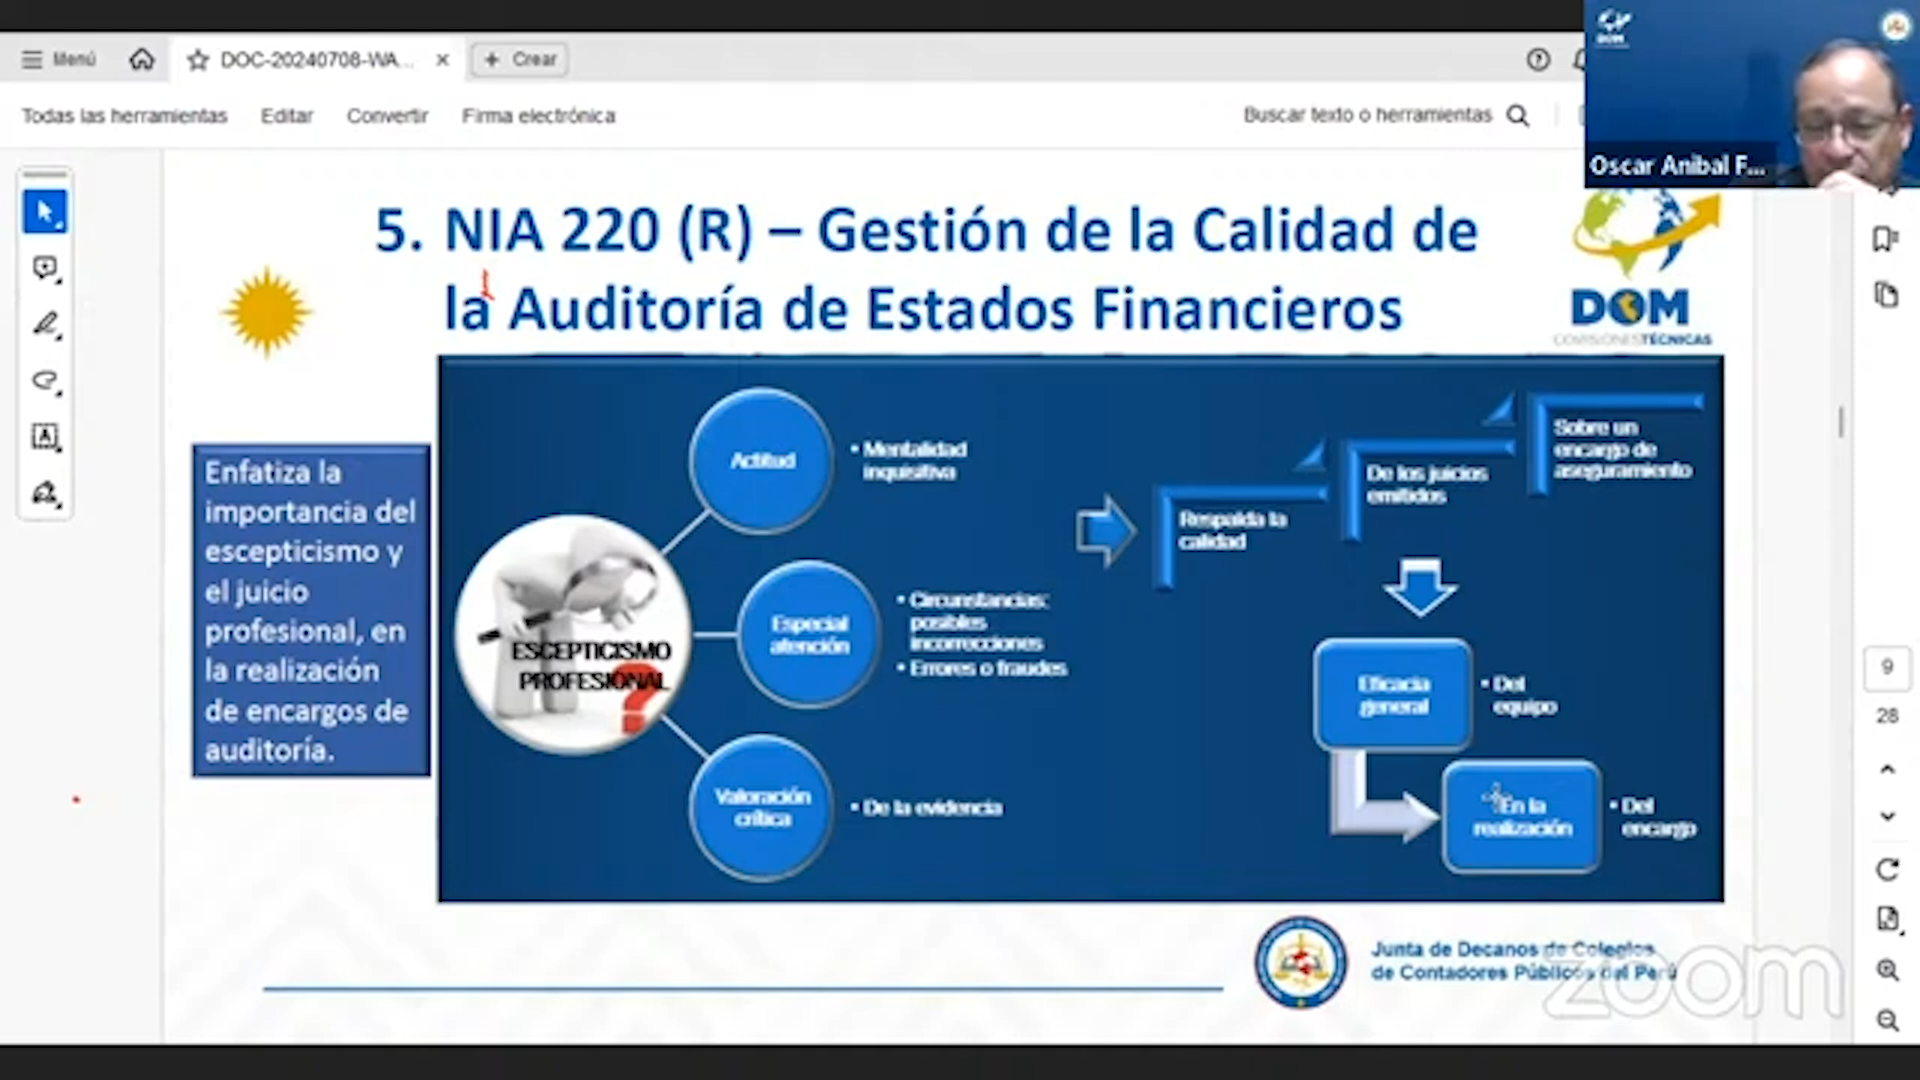 Menú
DOC-20240708-WA...
Crear
Todas las herramientas
Editar
Convertir
Firma electrónica
Buscar texto o herramientas
DOM
Oscar Anibal F...
5. NIA 220 (R) – Gestión de la Calidad de
la Auditoría de Estados Financieros
DOM
COMISIONES TÉCNICAS
Enfatiza la
importancia del
escepticismo y
el juicio
profesional, en
la realización
de encargos de
auditoría.
ESCEPTICISMO
PROFESIONAL
?
Actitud
• Mentalidad
inquisitiva
Especial
atención
• Circunstancias:
posibles
incorrecciones
• Errores o fraudes
Valoración
crítica
• De la evidencia
Respalda la
calidad
De los juicios
emitidos
Sobre un
encargo de
aseguramiento
Eficacia
general
• Del
equipo
En la
realización
• Del
encargo
9
28
Junta de Decanos de Colegios
de Contadores Públicos del Perú
zoom